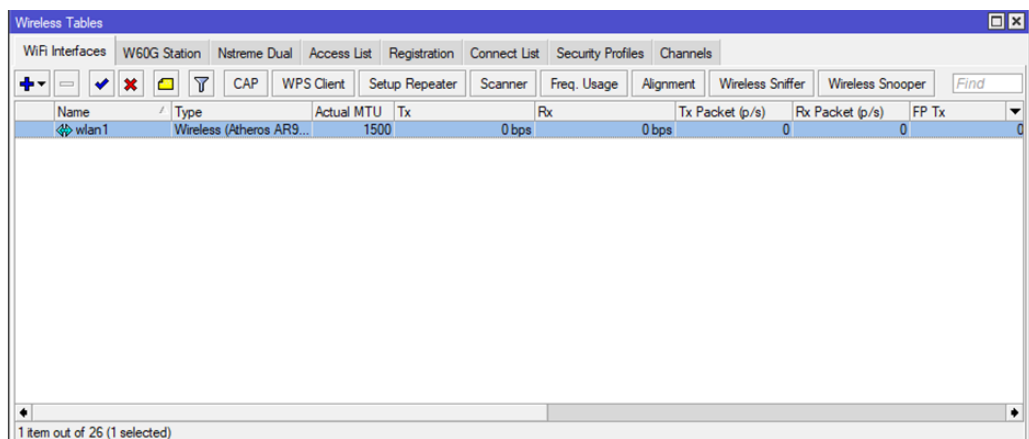 Wireless Tables
WiFi Interfaces W60G Station Nstreme Dual Access List Registration Connect List Security Profiles Channels
CAP WPS Client Setup Repeater Scanner Freq. Usage Alignment Wireless Sniffer Wireless Snooper Find
Name / Type Actual MTU Tx Rx Tx Packet (p/s) Rx Packet (p/s) FP Tx
wlan1 Wireless (Atheros AR9... 1500 0 bps 0 bps 0 0 0
1 item out of 26 (1 selected)